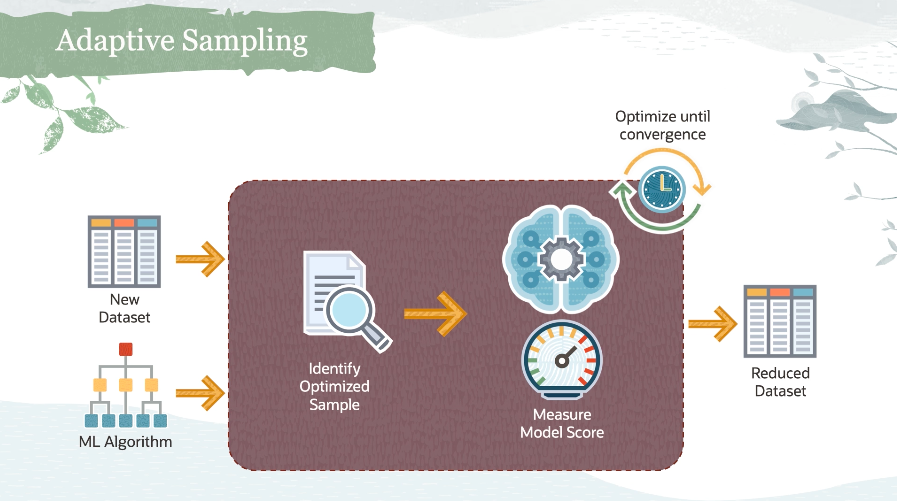 Adaptive Sampling
Optimize until
convergence
New
Dataset
ML Algorithm
Identify
Optimized
Sample
Measure
Model Score
Reduced
Dataset